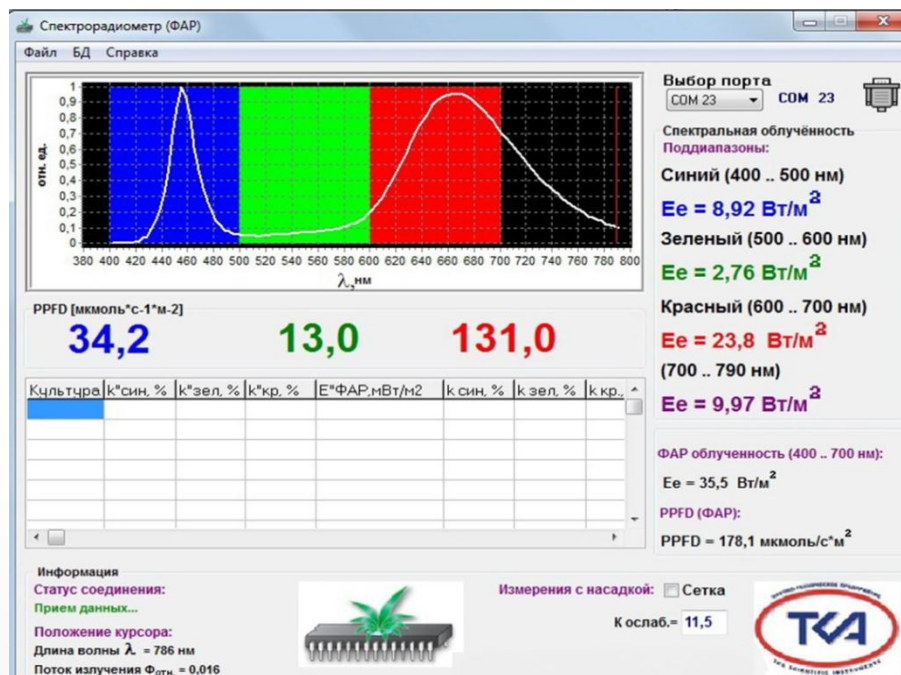 Спектрорадиометр (ФАР)
Файл БД Справка
1
0,9
0,8
0,7
0,6
0,5
0,4
0,3
0,2
0,1
0
отн. ед.
380 400 420 440 460 480 500 520 540 560 580 600 620 640 660 680 700 720 740 760 780 800
λ,нм
PPFD [мкмоль*с-1*м-2]
34,2 13,0 131,0
Культура k"син, % k"зел, % k"кр, % E"ФАР,мВт/м2 k син, % k зел, % k кр.,
Выбор порта
COM 23 COM 23
Спектральная облучённость
Поддиапазоны:
Синий (400 .. 500 нм)
Ee = 8,92 Вт/м²
Зеленый (500 .. 600 нм)
Ee = 2,76 Вт/м²
Красный (600 .. 700 нм)
Ee = 23,8 Вт/м²
(700 .. 790 нм)
Ee = 9,97 Вт/м²
ФАР облученность (400 .. 700 нм):
Ee = 35,5 Вт/м²
PPFD (ФАР):
PPFD = 178,1 мкмоль/с*м²
Информация
Статус соединения:
Прием данных...
Положение курсора:
Длина волны λ = 786 нм
Поток излучения Фотн. = 0,016
Измерения с насадкой: Сетка
К ослаб.= 11,5
НАУЧНО-ТЕХНИЧЕСКОЕ ПРЕДПРИЯТИЕ
ТКА
TKA SCIENTIFIC INSTRUMENTS